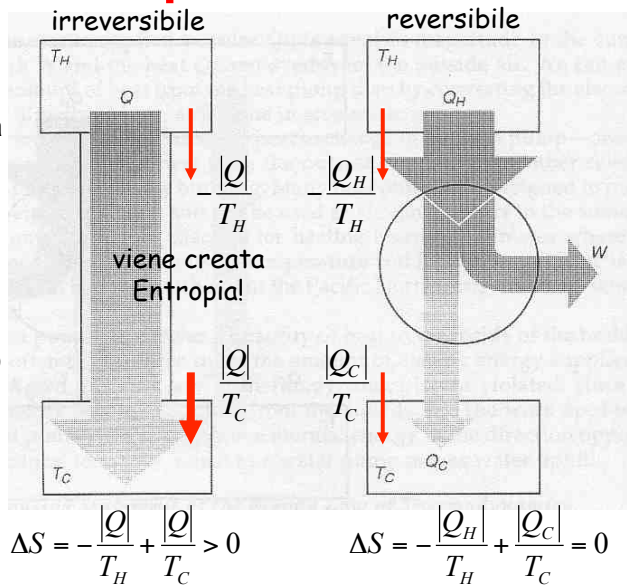 irreversibile
T_H
Q
-|Q|/T_H
viene creata
Entropia!
|Q|/T_C
T_C
ΔS = -|Q|/T_H + |Q|/T_C > 0
reversibile
T_H
Q_H
-|Q_H|/T_H
W
|Q_C|/T_C
T_C
Q_C
ΔS = -|Q_H|/T_H + |Q_C|/T_C = 0